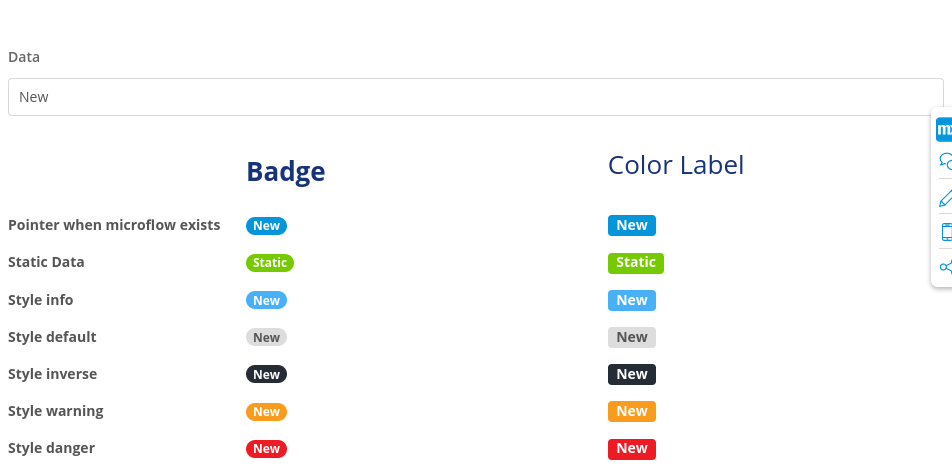 Data
New
Badge Color Label
Pointer when microflow exists New New
Static Data Static Static
Style info New New
Style default New New
Style inverse New New
Style warning New New
Style danger New New